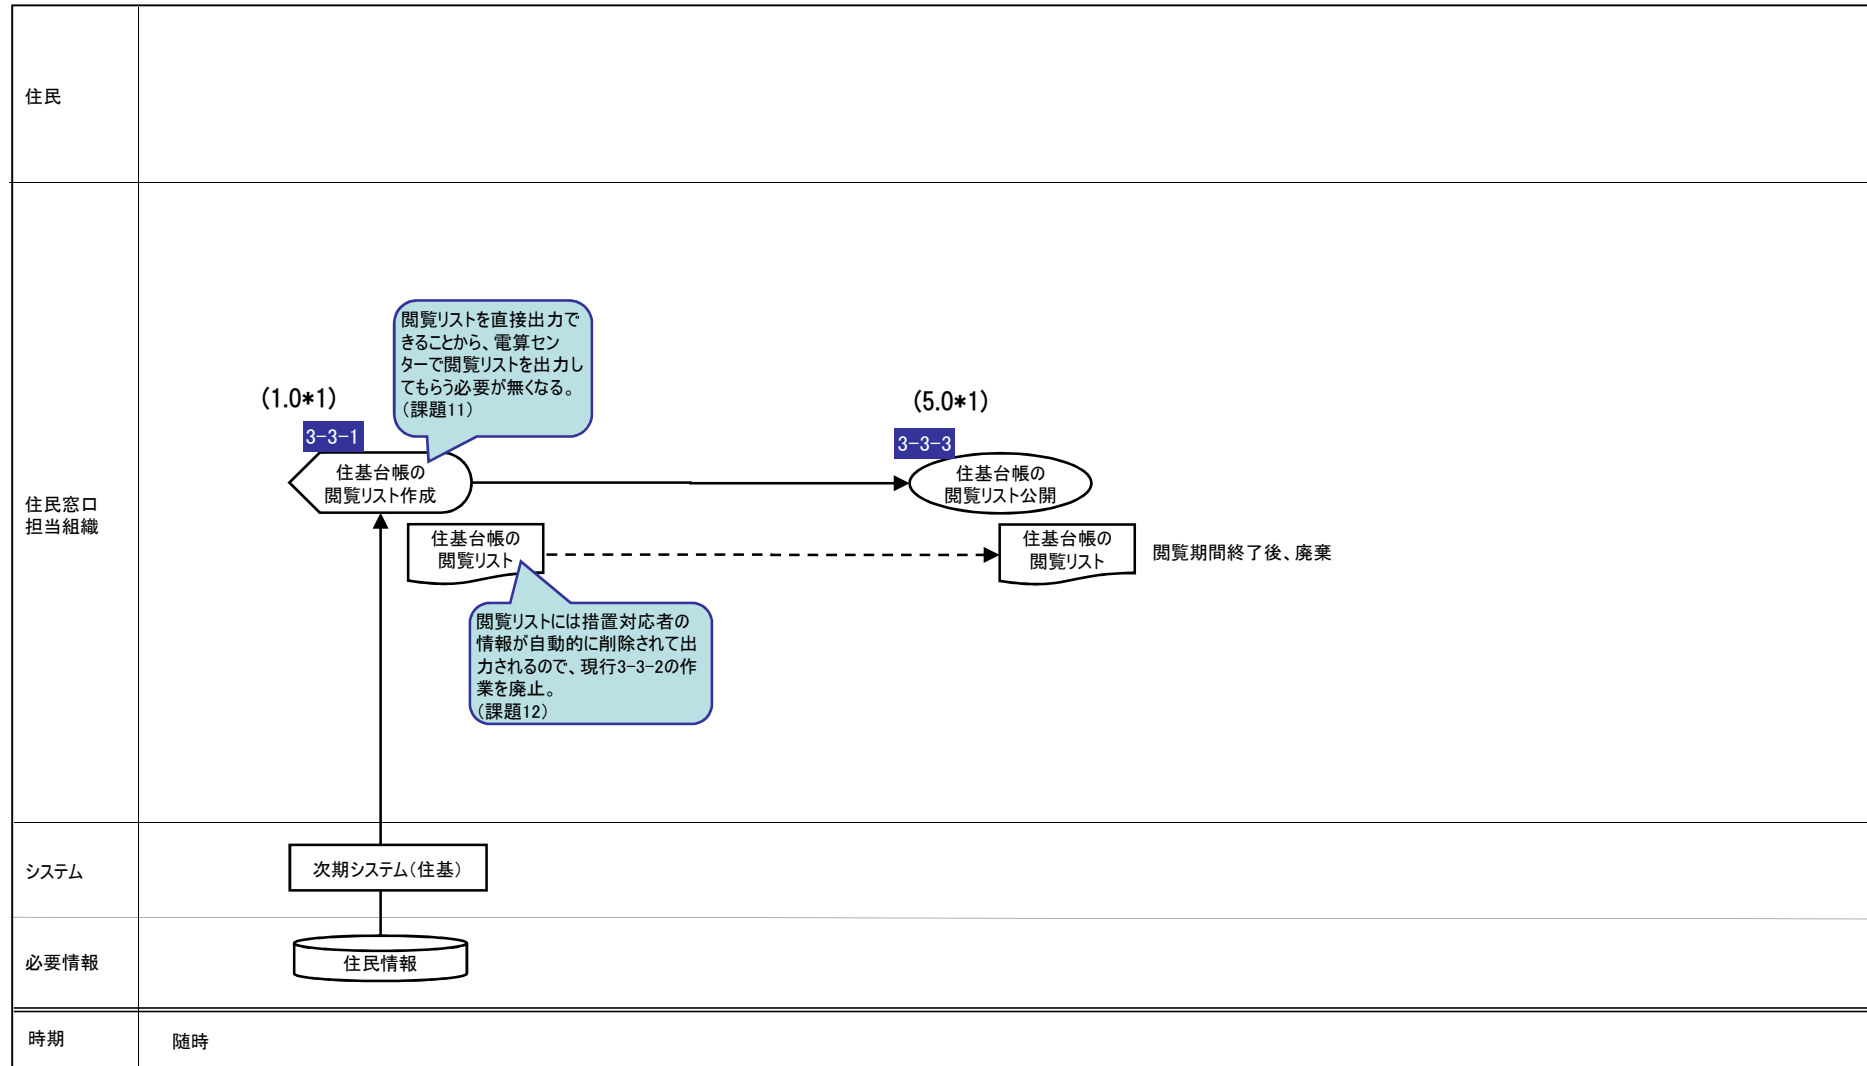 住民
閲覧リストを直接出力で
きることから、電算セン
ターで閲覧リストを出力し
てもらう必要が無くなる。
（課題11）
(1.0*1)
(5.0*1)
3-3-1
3-3-3
住基台帳の
閲覧リスト作成
住基台帳の
閲覧リスト公開
住民窓口
担当組織
住基台帳の
閲覧リスト
住基台帳の
閲覧リスト
閲覧期間終了後、廃棄
閲覧リストには措置対応者の
情報が自動的に削除されて出
力されるので、現行3-3-2の作
業を廃止。
（課題12）
システム
次期システム（住基）
必要情報
住民情報
時期
随時